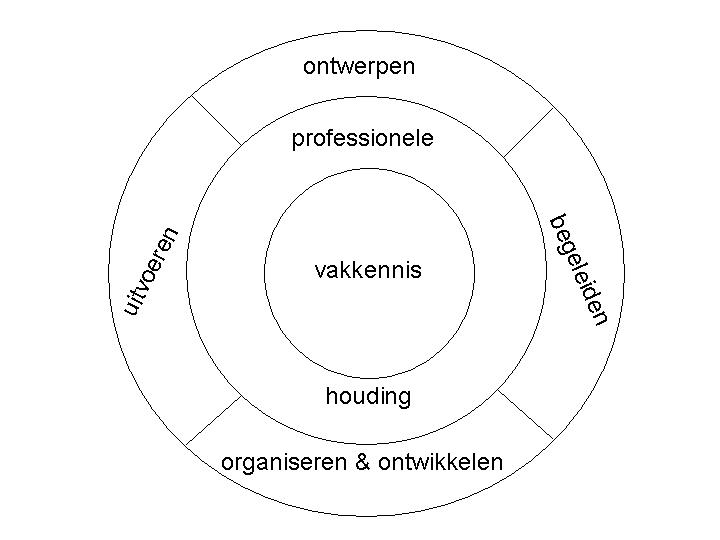 ontwerpen
professionele
uitvoeren
vakkennis
begeleiden
houding
organiseren & ontwikkelen